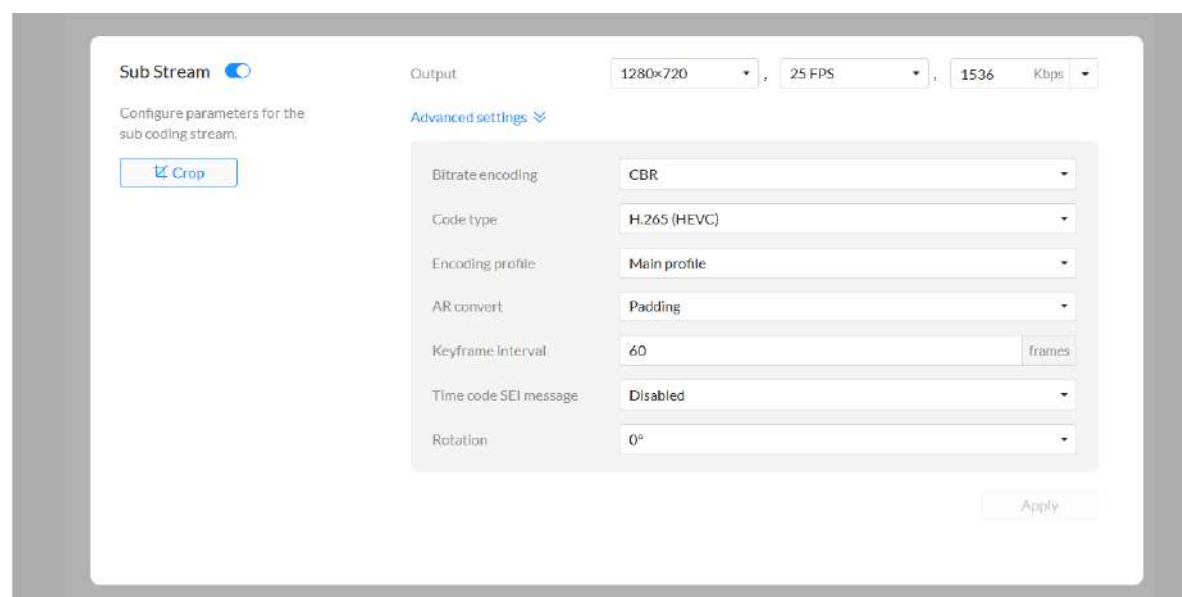 Sub Stream
Configure parameters for the
sub coding stream.
Crop
Output 1280×720 , 25 FPS , 1536 Kbps
Advanced settings
Bitrate encoding CBR
Code type H.265 (HEVC)
Encoding profile Main profile
AR convert Padding
Keyframe interval 60 frames
Time code SEI message Disabled
Rotation 0°
Apply